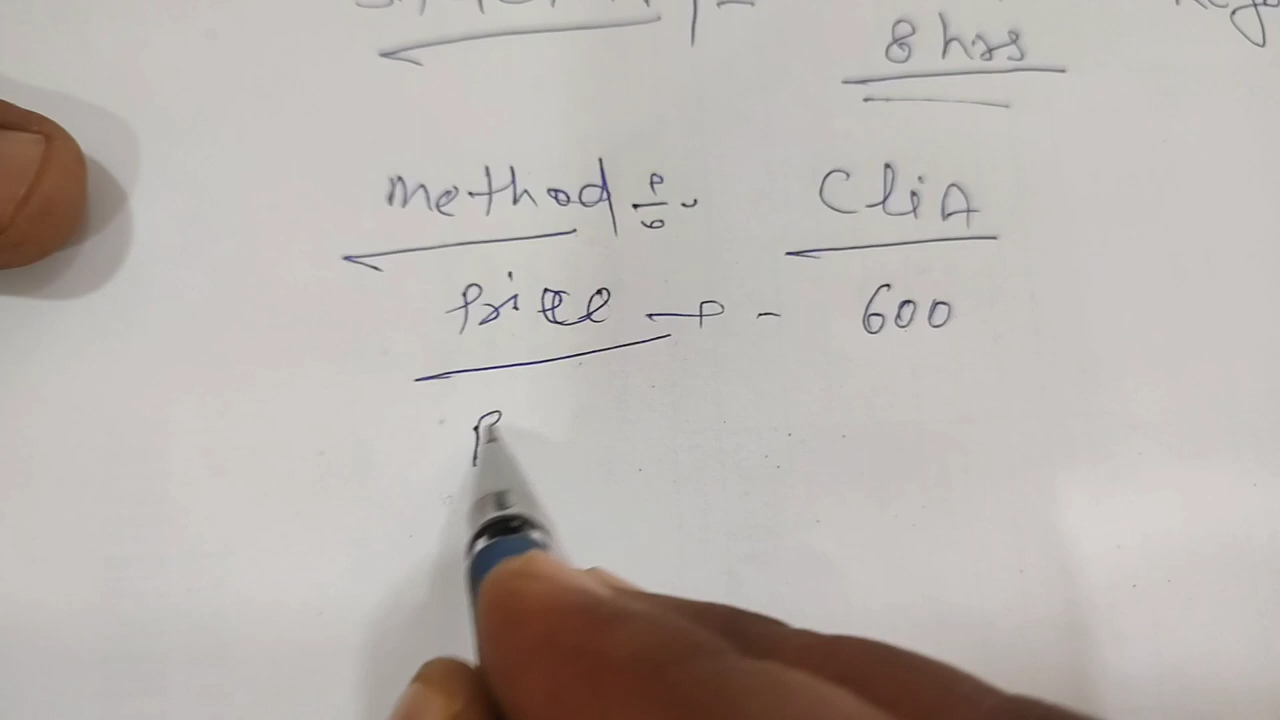 8 hrs
method :- CliA
Price → - 600
P